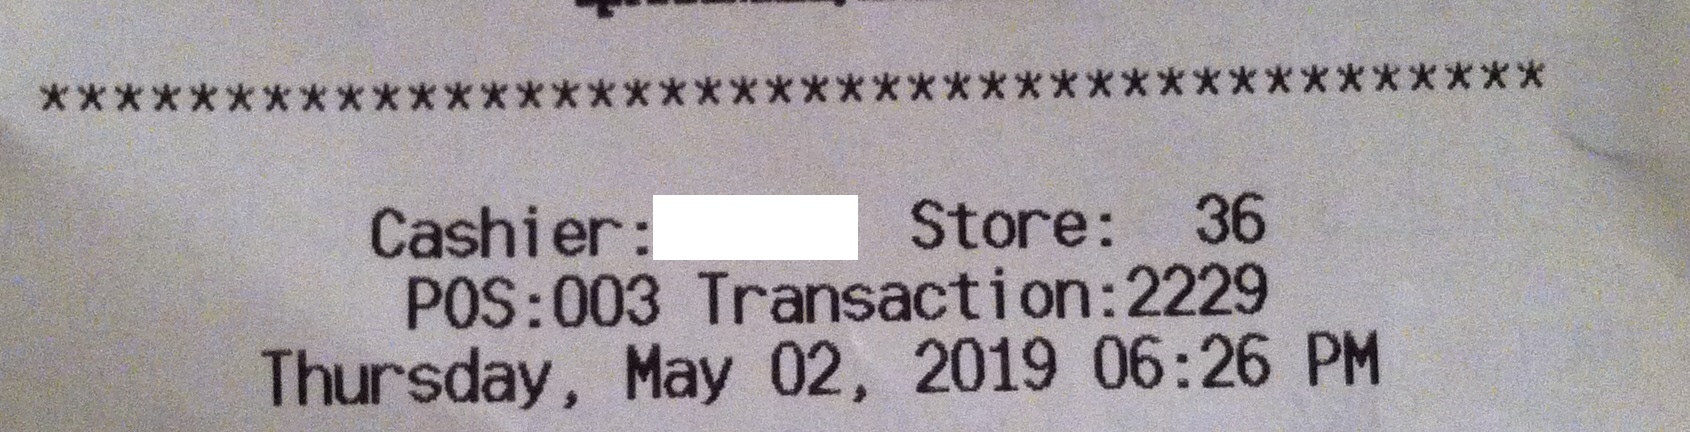 ******************************************
Cashier: Store: 36
POS:003 Transaction:2229
Thursday, May 02, 2019 06:26 PM